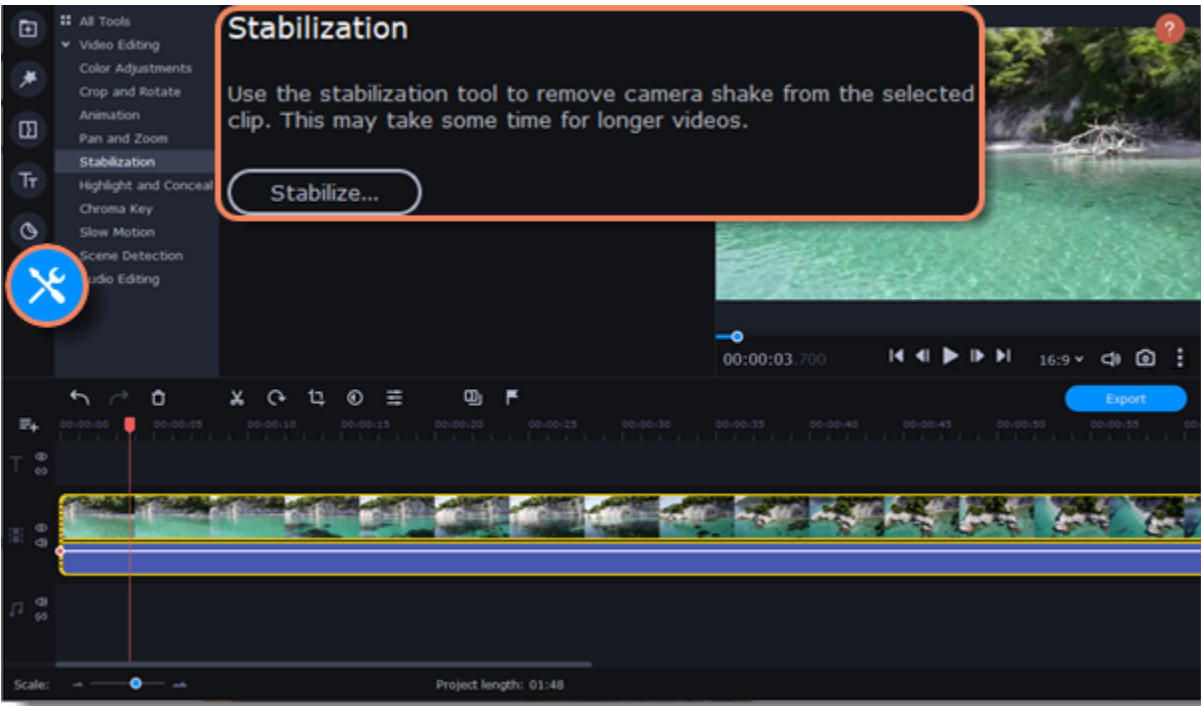 All Tools
Video Editing
Color Adjustments
Crop and Rotate
Animation
Pan and Zoom
Stabilization
Highlight and Conceal
Chroma Key
Slow Motion
Scene Detection
udio Editing
Stabilization
Use the stabilization tool to remove camera shake from the selected
clip. This may take some time for longer videos.
Stabilize...
?
Tт
00:00:03.700
16:9
Export
00:00:00 00:00:05 00:00:10 00:00:15 00:00:20 00:00:25 00:00:30 00:00:35 00:00:40 00:00:45 00:00:50 00:00:55 00
T
Scale:
Project length: 01:48